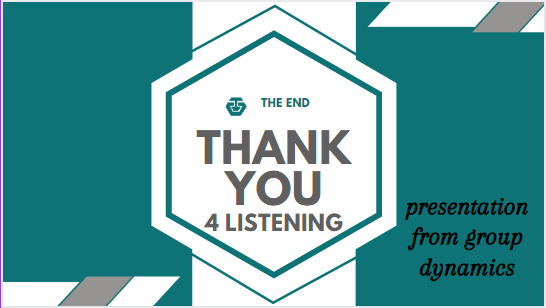 THE END
THANK
YOU
4 LISTENING
presentation
from group
dynamics